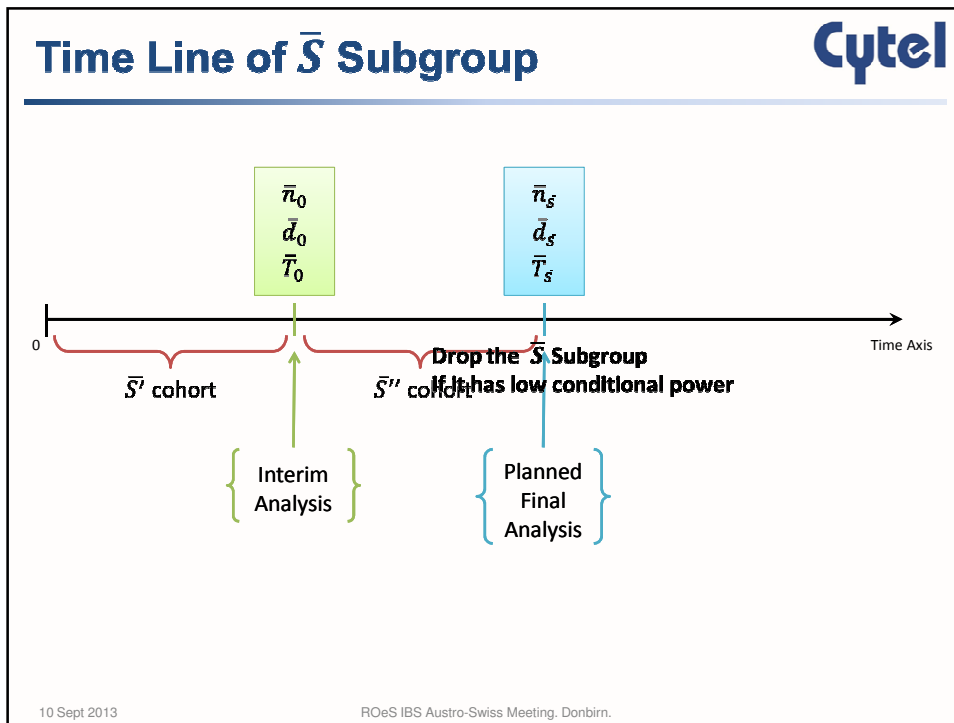 Time Line of S̄ Subgroup
Cytel
n̄₀
d̄₀
T̄₀
n̄ₛ̄
d̄ₛ̄
T̄ₛ̄
0
Time Axis
S̄′ cohort
S̄′′ cohort
Drop the S̄ Subgroup
If it has low conditional power
Interim
Analysis
Planned
Final
Analysis
10 Sept 2013
ROeS IBS Austro-Swiss Meeting. Donbirn.